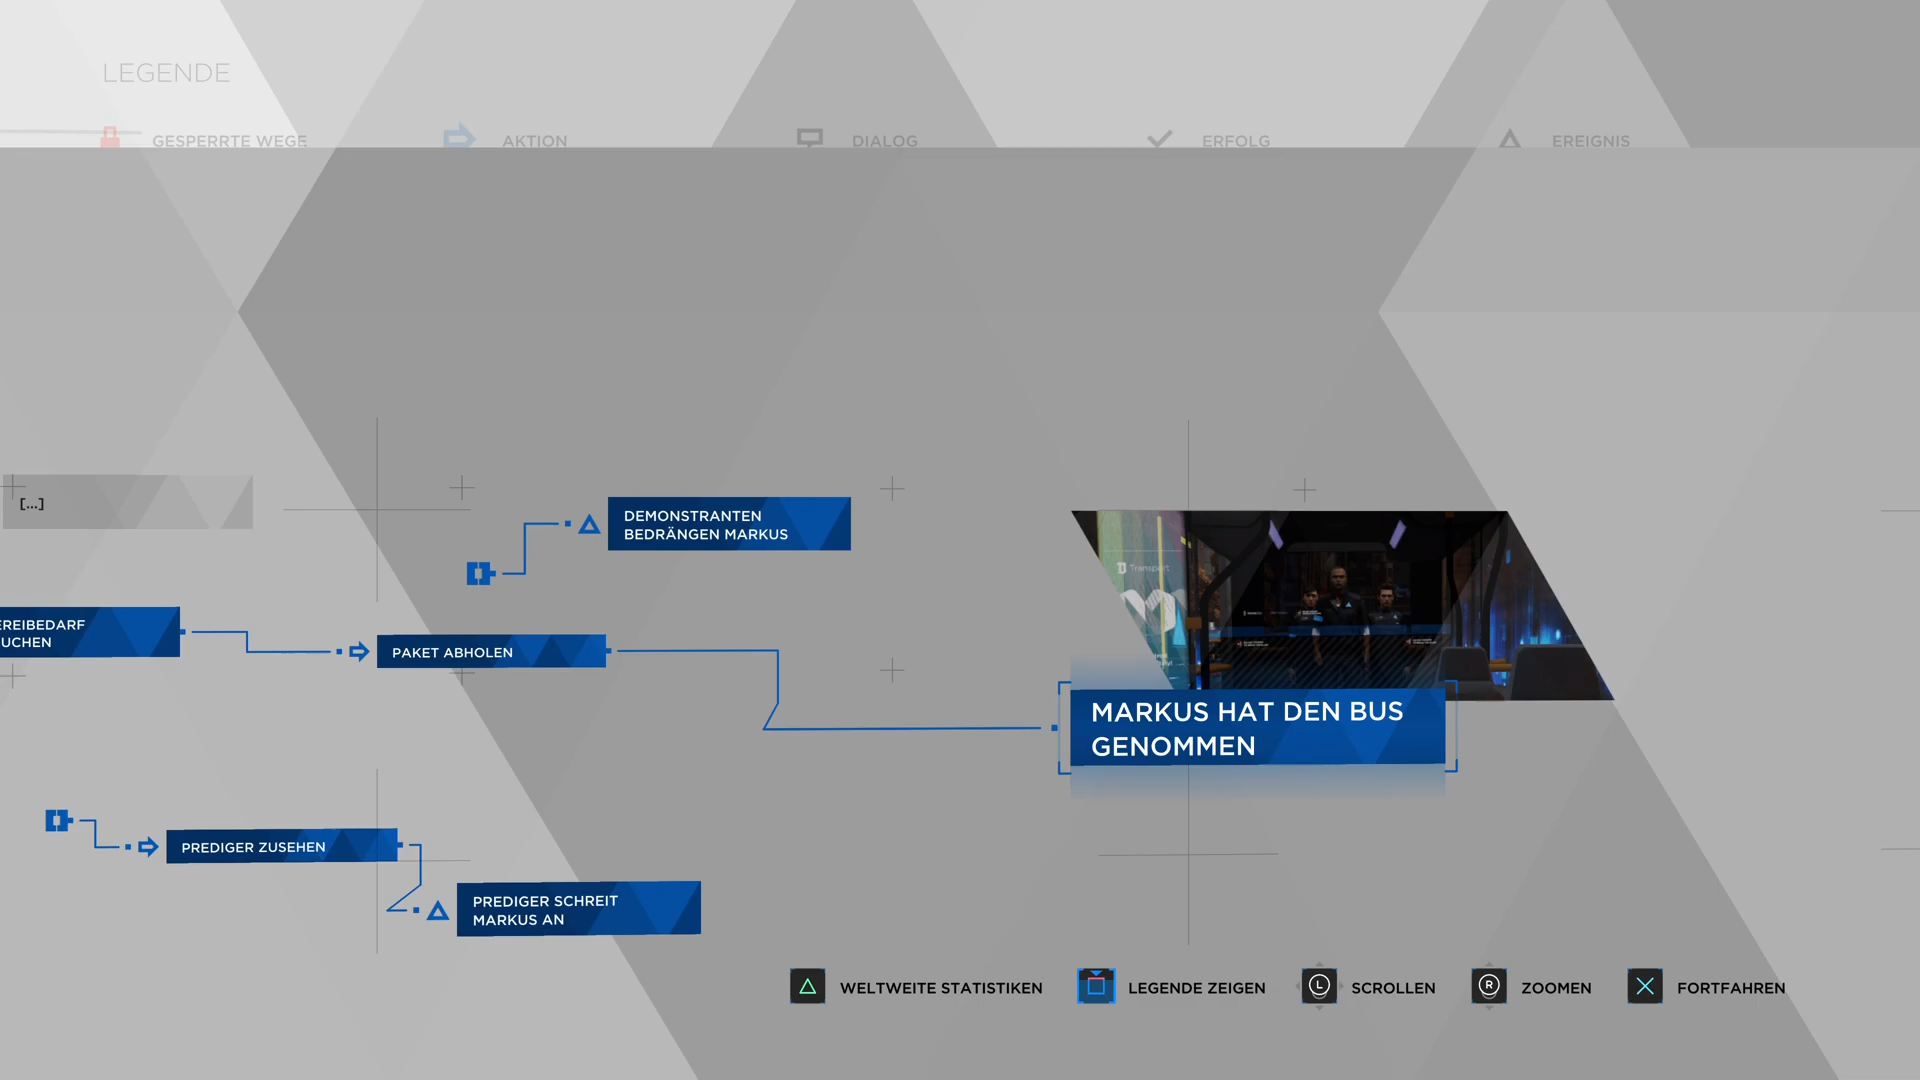 LEGENDE
GESPERRTE WEGE
AKTION
DIALOG
ERFOLG
EREIGNIS
[...]
DEMONSTRANTEN
BEDRÄNGEN MARKUS
EREIBEDARF
UCHEN
PAKET ABHOLEN
Transport
MARKUS HAT DEN BUS
GENOMMEN
PREDIGER ZUSEHEN
PREDIGER SCHREIT
MARKUS AN
WELTWEITE STATISTIKEN
LEGENDE ZEIGEN
L
SCROLLEN
R
ZOOMEN
FORTFAHREN